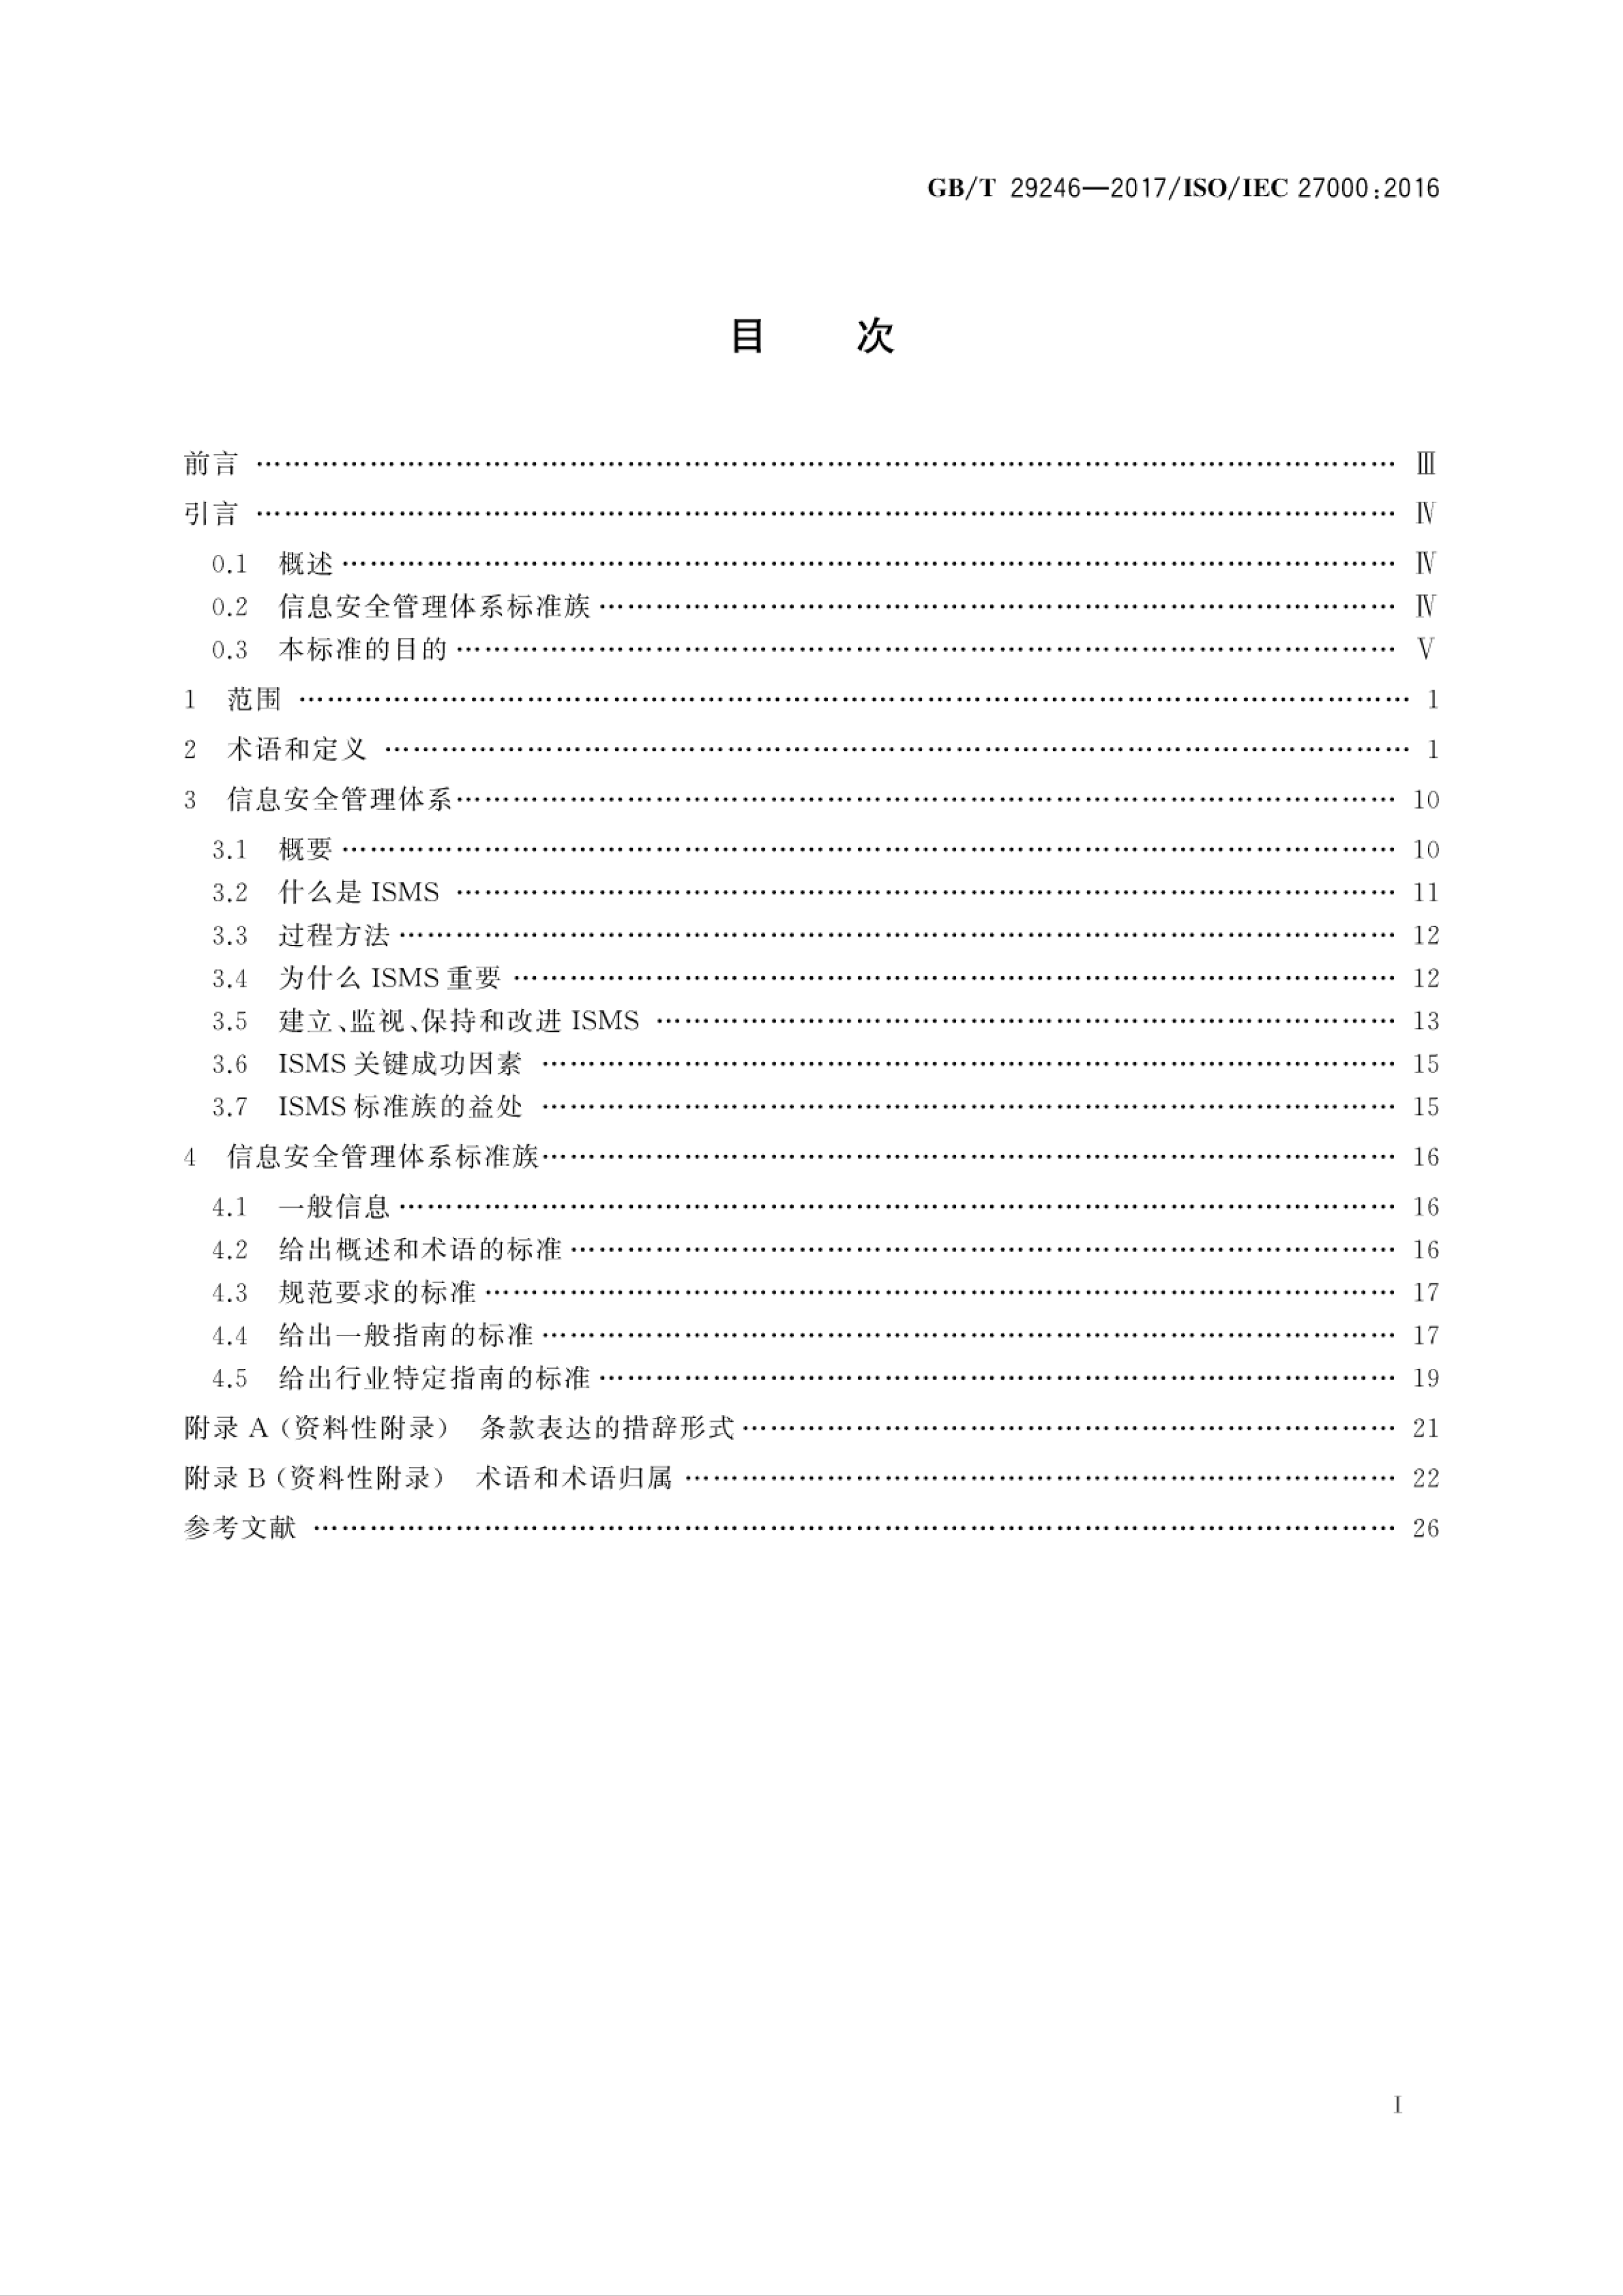 GB/T 29246—2017/ISO/IEC 27000:2016
目 次
前言 …………………………………………………………………………… Ⅲ
引言 …………………………………………………………………………… Ⅳ
0.1 概述 …………………………………………………………………………… Ⅳ
0.2 信息安全管理体系标准族 …………………………………………………………… Ⅳ
0.3 本标准的目的 …………………………………………………………………… Ⅴ
1 范围 …………………………………………………………………………… 1
2 术语和定义 …………………………………………………………………………… 1
3 信息安全管理体系 …………………………………………………………………… 10
3.1 概要 …………………………………………………………………………… 10
3.2 什么是 ISMS …………………………………………………………………… 11
3.3 过程方法 …………………………………………………………………………… 12
3.4 为什么 ISMS 重要 …………………………………………………………………… 12
3.5 建立、监视、保持和改进 ISMS …………………………………………………… 13
3.6 ISMS 关键成功因素 …………………………………………………………… 15
3.7 ISMS 标准族的益处 …………………………………………………………… 15
4 信息安全管理体系标准族 …………………………………………………………… 16
4.1 一般信息 …………………………………………………………………………… 16
4.2 给出概述和术语的标准 …………………………………………………………… 16
4.3 规范要求的标准 …………………………………………………………………… 17
4.4 给出一般指南的标准 …………………………………………………………… 17
4.5 给出行业特定指南的标准 …………………………………………………………… 19
附录 A（资料性附录） 条款表达的措辞形式 ……………………………………………… 21
附录 B（资料性附录） 术语和术语归属 ……………………………………………… 22
参考文献 …………………………………………………………………………… 26
Ⅰ